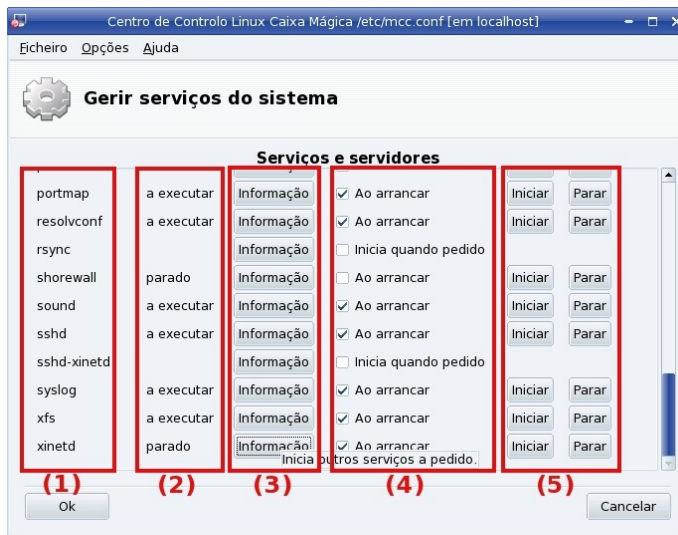 Centro de Controlo Linux Caixa Mágica /etc/mcc.conf [em localhost]
Ficheiro Opções Ajuda
Gerir serviços do sistema
Serviços e servidores
portmap a executar Informação Ao arrancar Iniciar Parar
resolvconf a executar Informação Ao arrancar Iniciar Parar
rsync Informação Inicia quando pedido
shorewall parado Informação Ao arrancar Iniciar Parar
sound a executar Informação Ao arrancar Iniciar Parar
sshd a executar Informação Ao arrancar Iniciar Parar
sshd-xinetd Informação Inicia quando pedido
syslog a executar Informação Ao arrancar Iniciar Parar
xfs a executar Informação Ao arrancar Iniciar Parar
xinetd parado Informação Ao arrancar Iniciar Parar
Inicia outros serviços a pedido.
(1) (2) (3) (4) (5)
Ok Cancelar